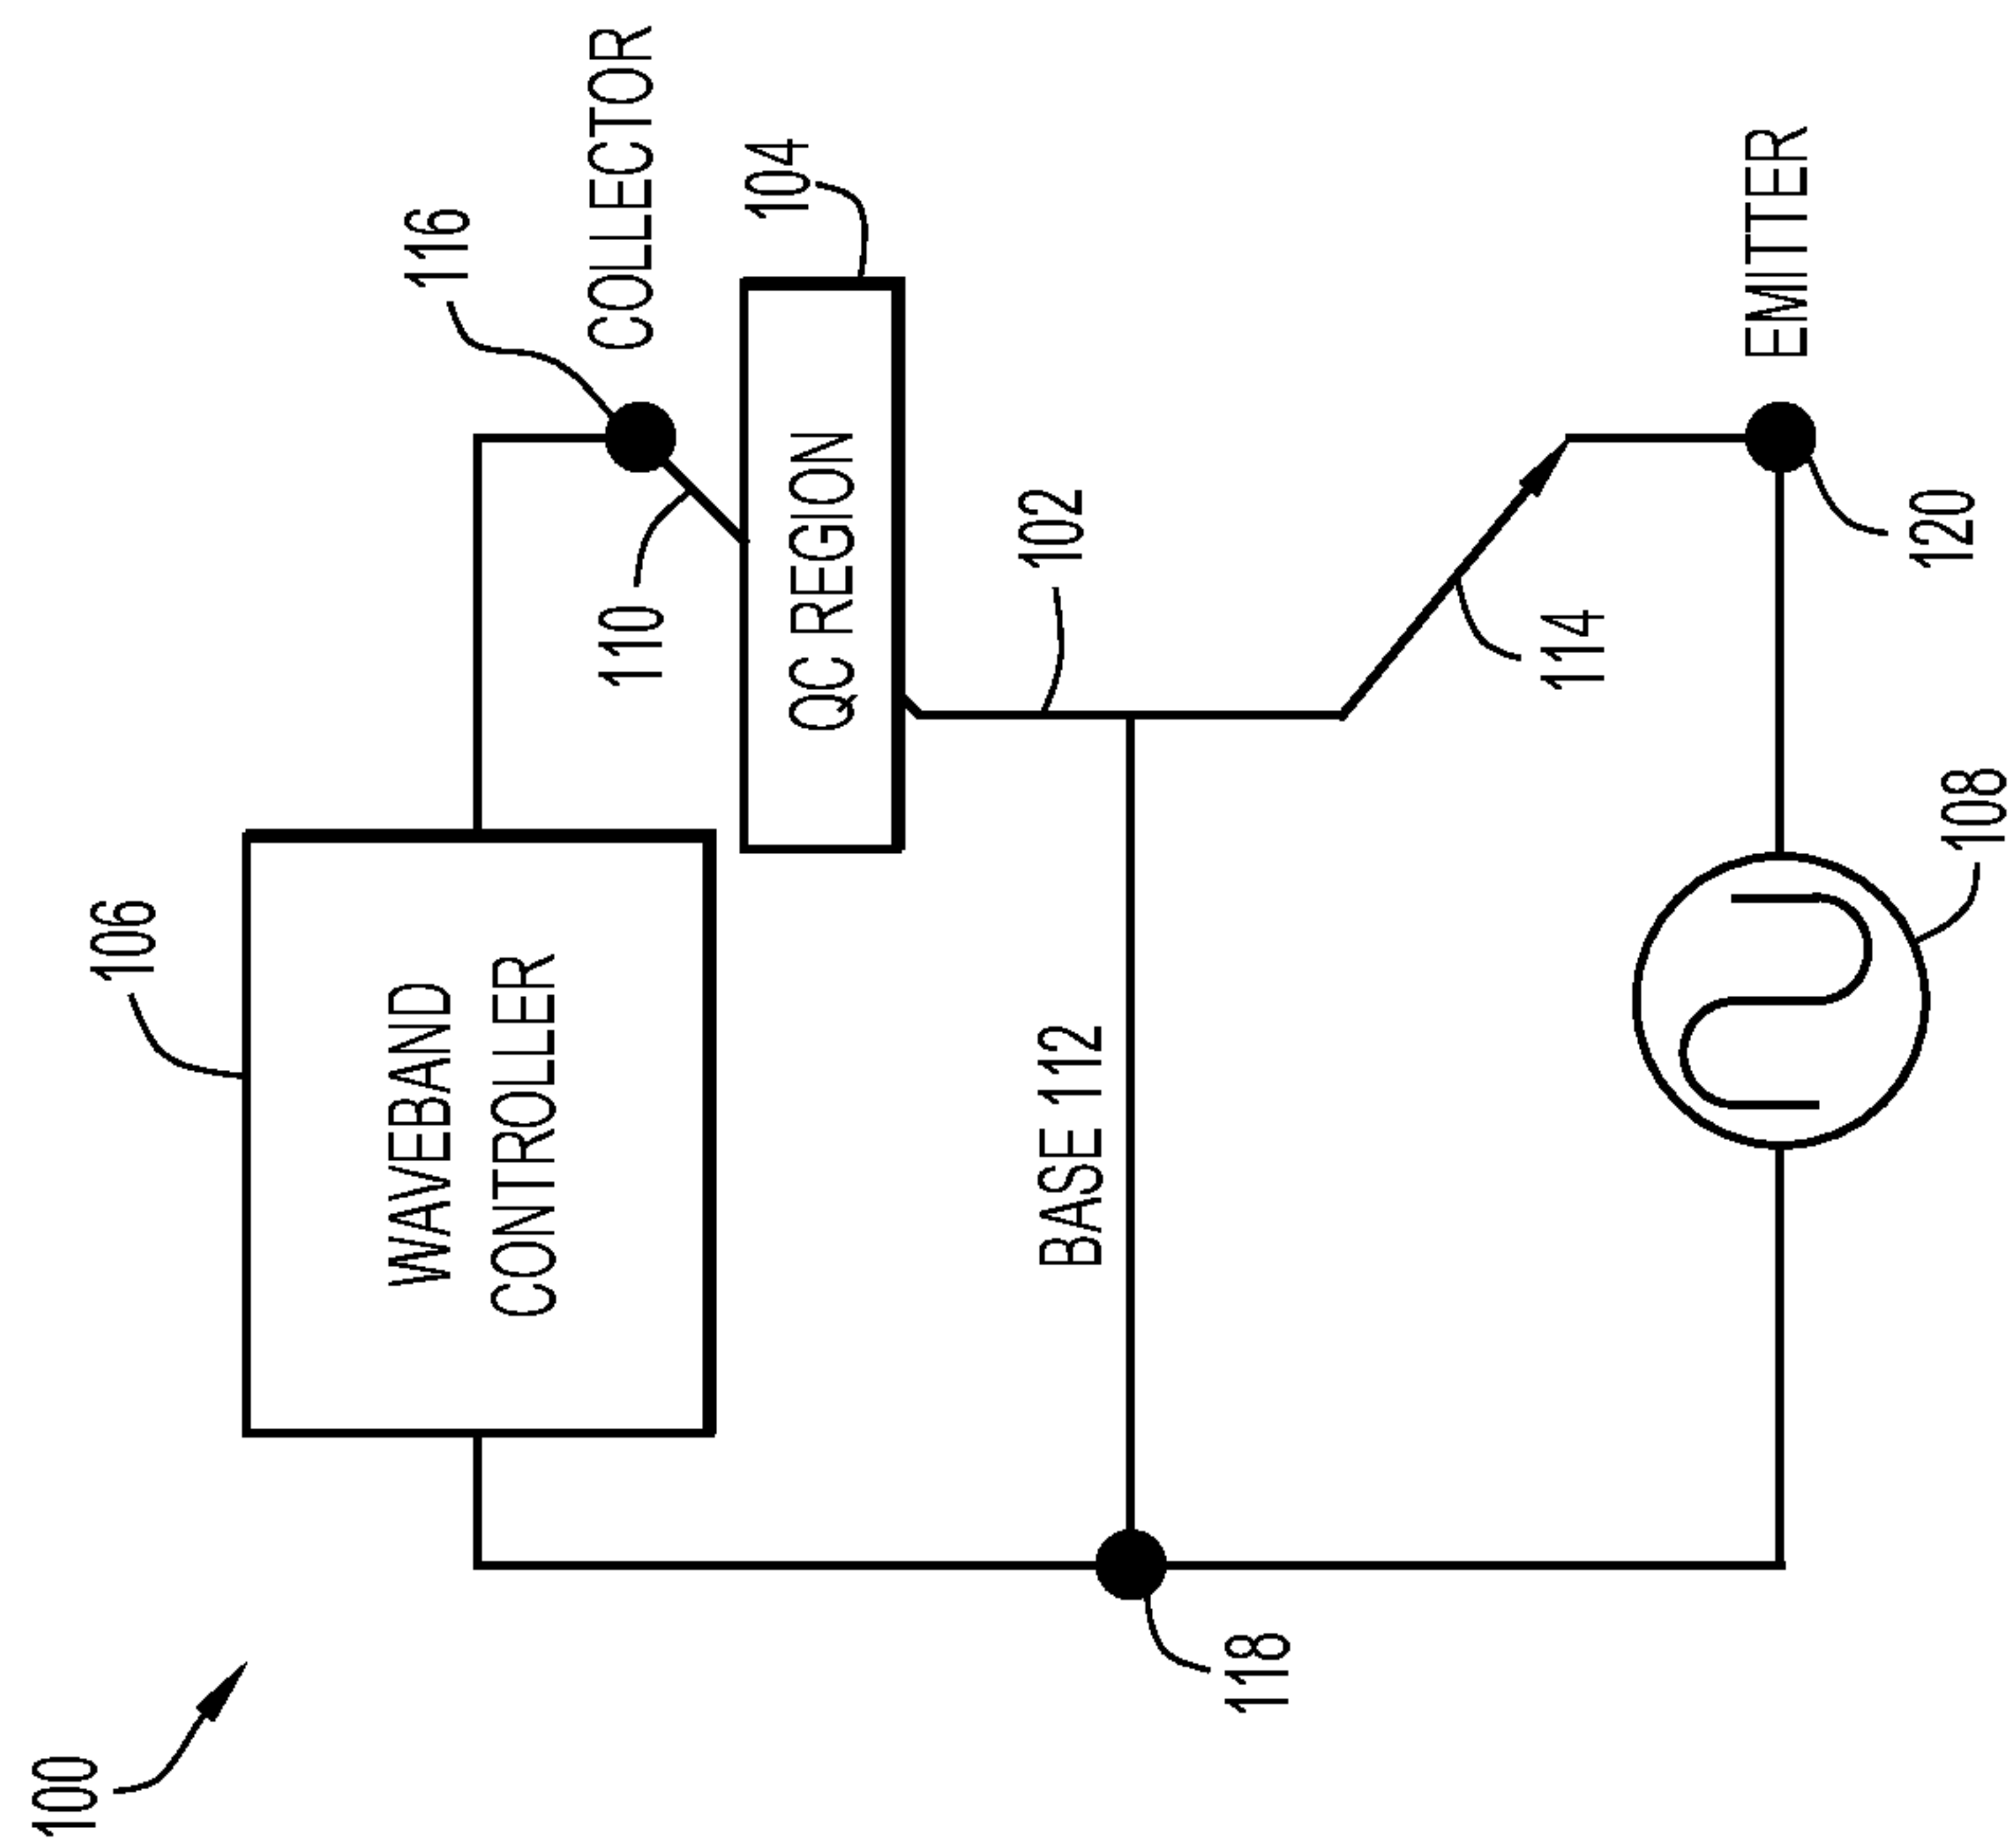 100
106
WAVEBAND
CONTROLLER
116
COLLECTOR
110
104
QC REGION
102
BASE 112
118
114
EMITTER
120
108